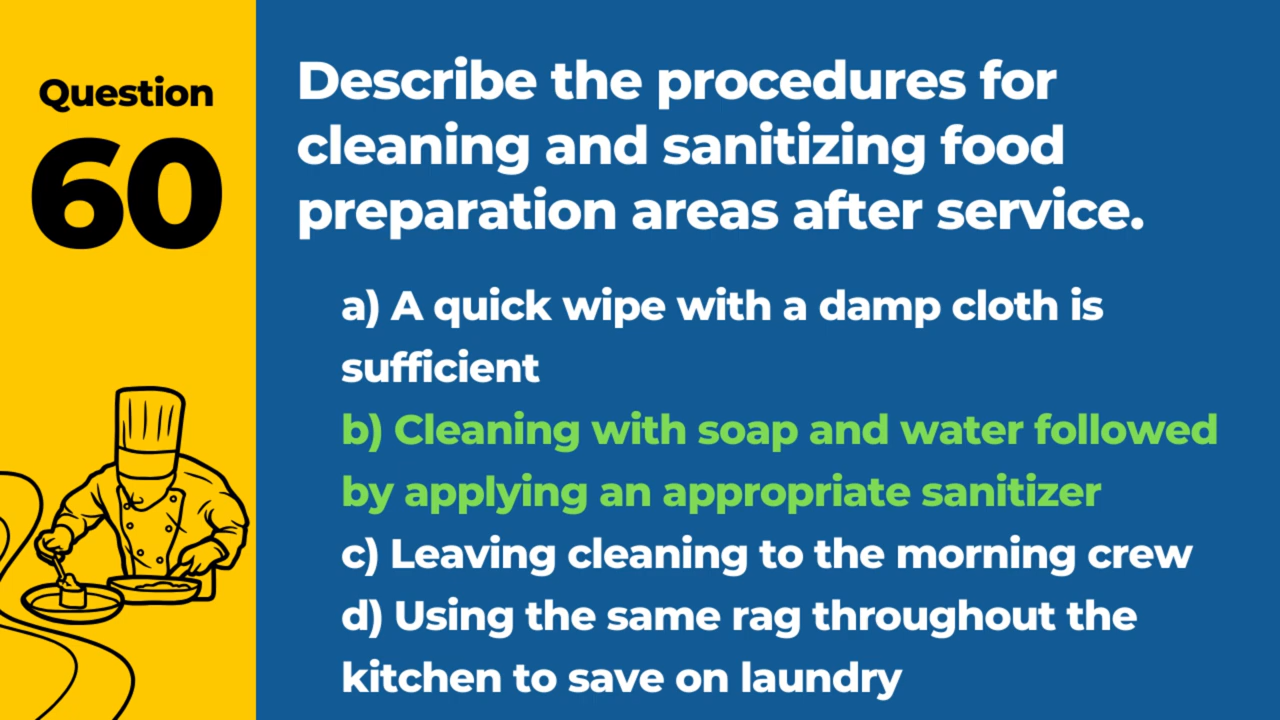 Question
60
Describe the procedures for
cleaning and sanitizing food
preparation areas after service.
a) A quick wipe with a damp cloth is
sufficient
b) Cleaning with soap and water followed
by applying an appropriate sanitizer
c) Leaving cleaning to the morning crew
d) Using the same rag throughout the
kitchen to save on laundry